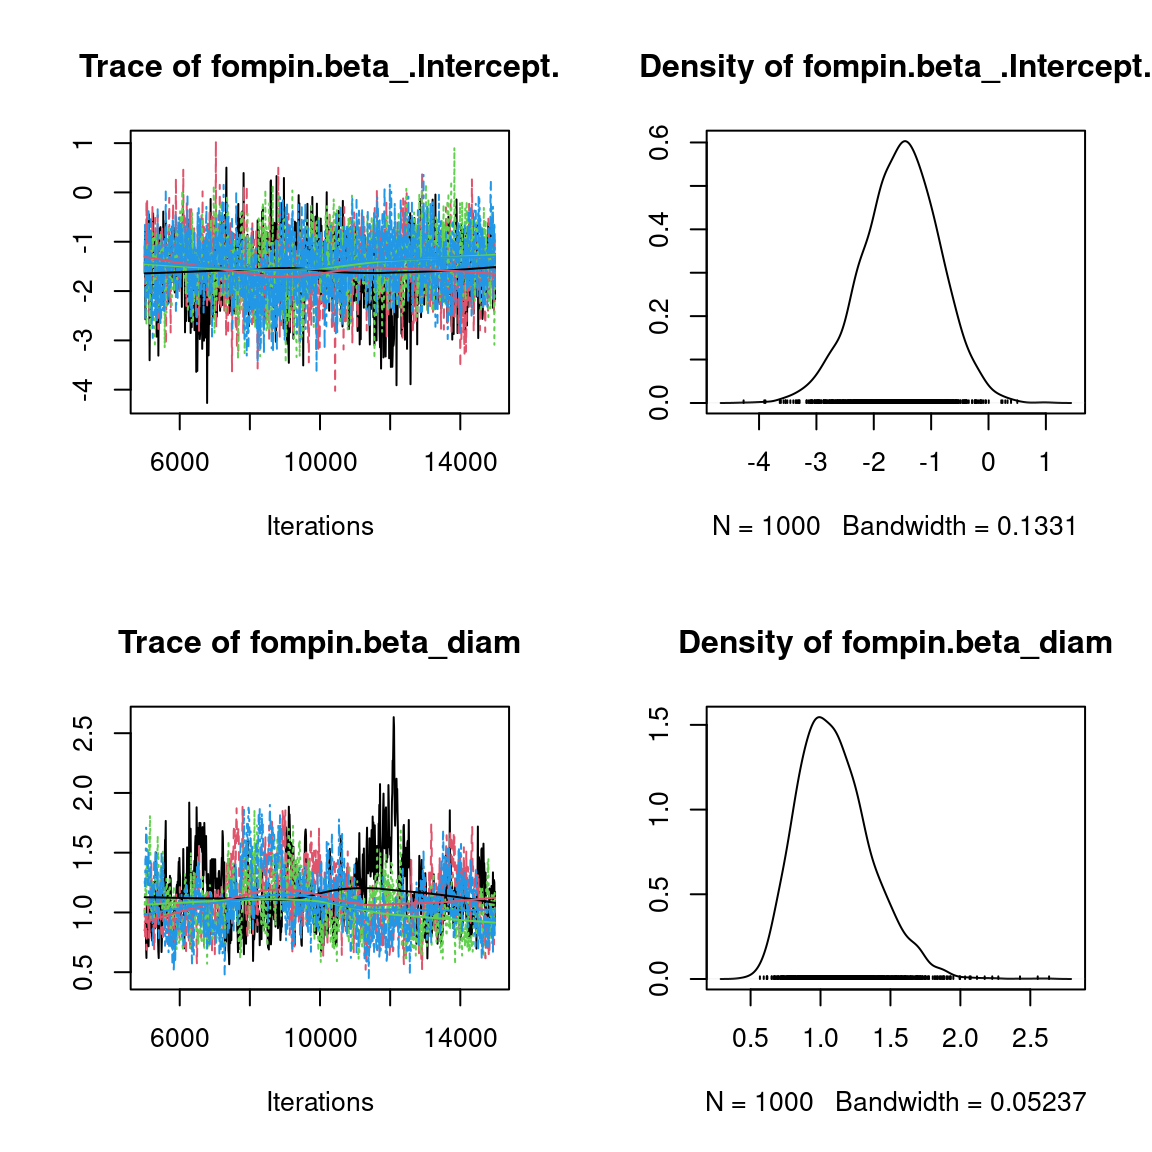 Trace of fompin.beta_.Intercept.
1
0
-1
-2
-3
-4
6000 10000 14000
Iterations
Density of fompin.beta_.Intercept.
0.6
0.4
0.2
0.0
-4 -3 -2 -1 0 1
N = 1000 Bandwidth = 0.1331
Trace of fompin.beta_diam
2.5
2.0
1.5
1.0
0.5
6000 10000 14000
Iterations
Density of fompin.beta_diam
1.5
1.0
0.5
0.0
0.5 1.0 1.5 2.0 2.5
N = 1000 Bandwidth = 0.05237